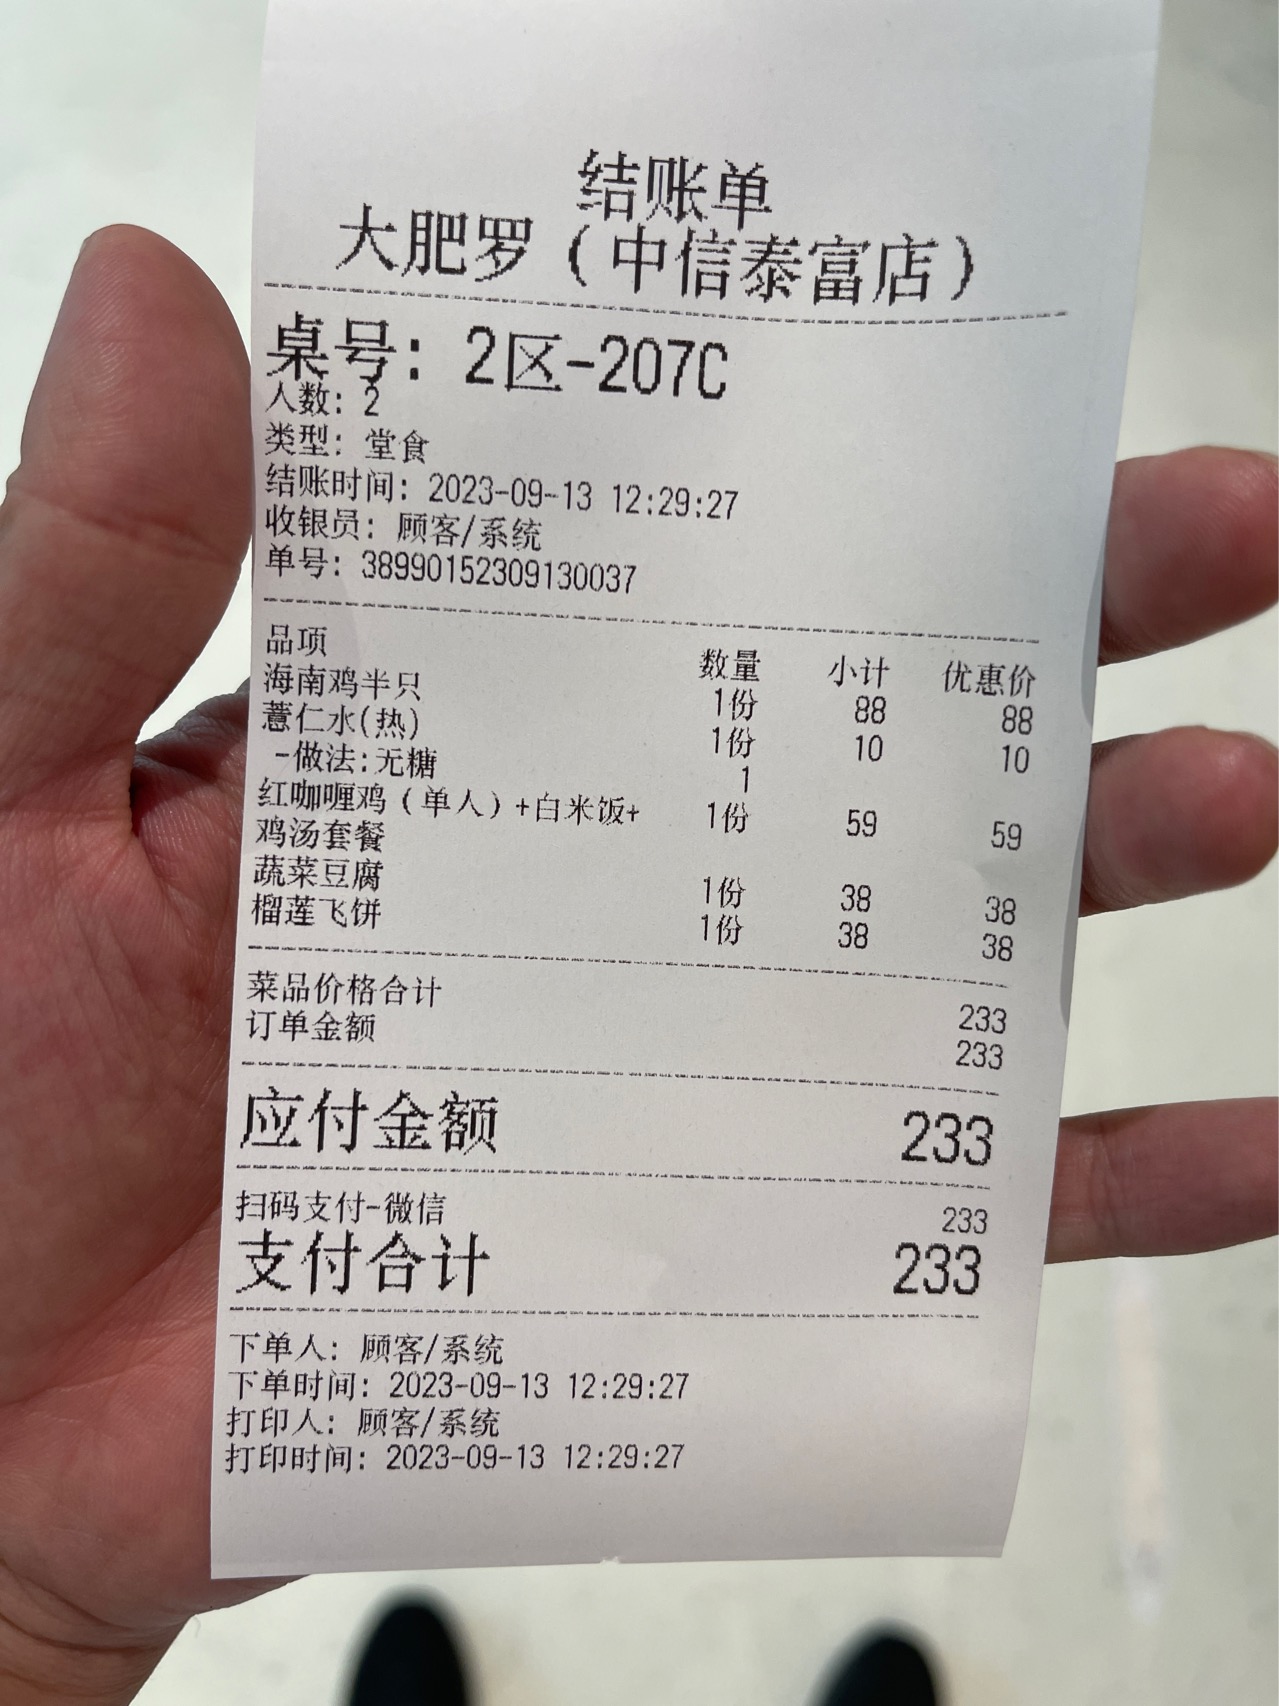 结账单
大肥罗（中信泰富店）
桌号：2区-207C
人数：2
类型：堂食
结账时间：2023-09-13 12:29:27
收银员：顾客/系统
单号：38990152309130037
品项 数量 小计 优惠价
海南鸡半只 1份 88 88
薏仁水(热) 1份 10 10
-做法:无糖 1
红咖喱鸡（单人）+白米饭+ 1份 59 59
鸡汤套餐
蔬菜豆腐 1份 38 38
榴莲飞饼 1份 38 38
菜品价格合计 233
订单金额 233
应付金额 233
扫码支付-微信 233
支付合计 233
下单人：顾客/系统
下单时间：2023-09-13 12:29:27
打印人：顾客/系统
打印时间：2023-09-13 12:29:27